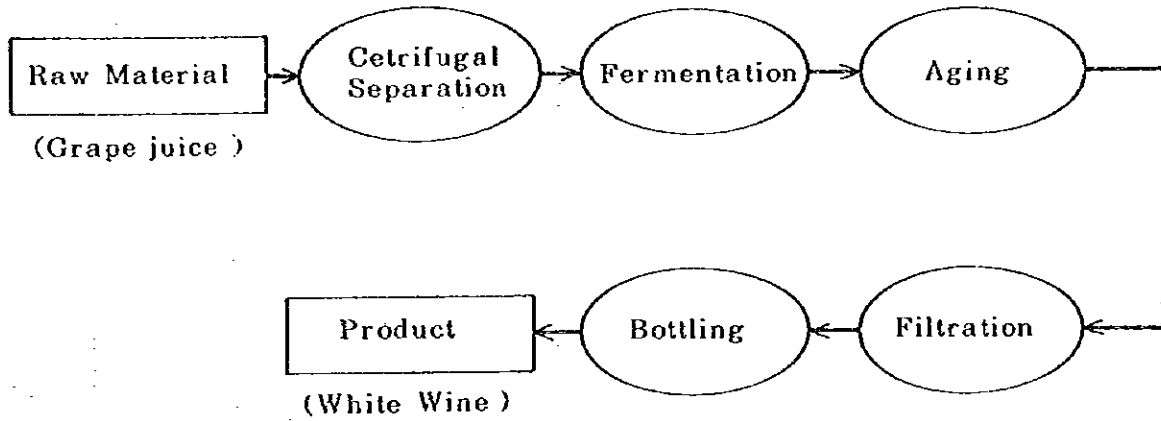 Raw Material
(Grape juice )
Cetrifugal
Separation
Fermentation
Aging
Filtration
Bottling
Product
(White Wine )